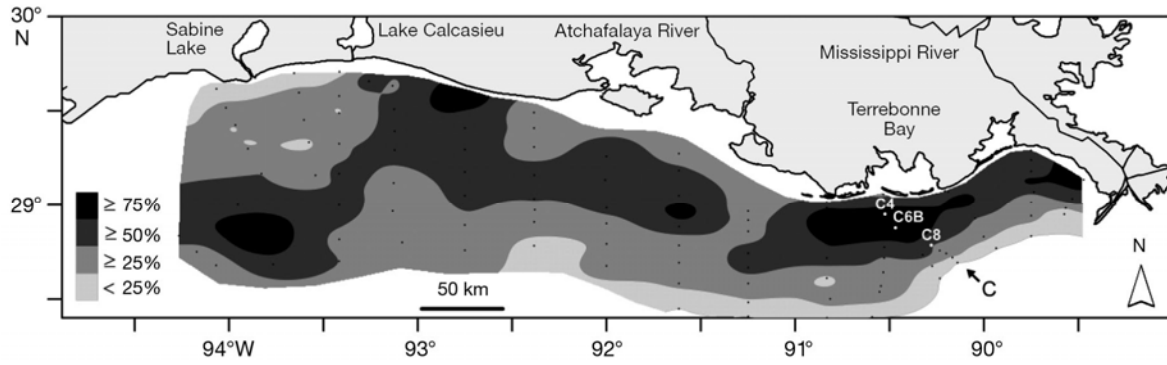 30°
N
Sabine
Lake
Lake Calcasieu
Atchafalaya River
Mississippi River
Terrebonne
Bay
29°
≥ 75%
≥ 50%
≥ 25%
< 25%
C4
C6B
C8
C
N
50 km
94°W
93°
92°
91°
90°